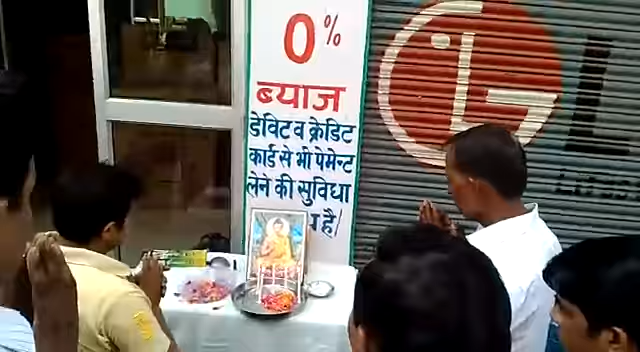 0%
ब्याज
डेविट व क्रेडिट
कार्ड से भी पेमेन्ट
लेने की सुविधा
है/
LG